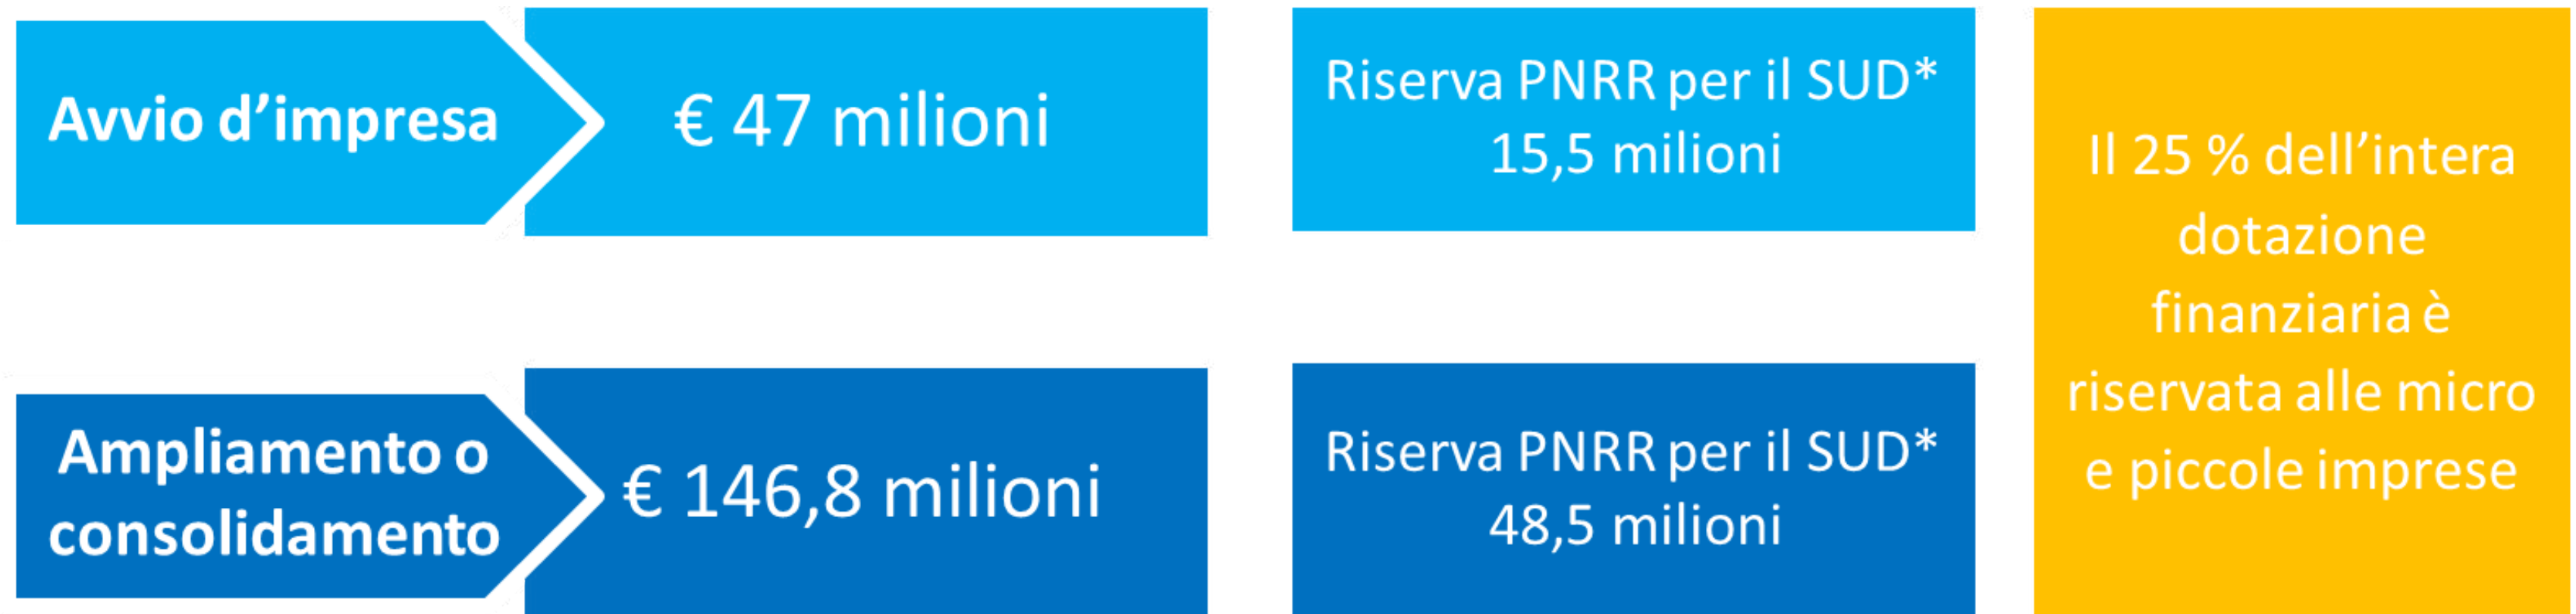 Avvio d’impresa
€ 47 milioni
Riserva PNRR per il SUD*
15,5 milioni
Ampliamento o
consolidamento
€ 146,8 milioni
Riserva PNRR per il SUD*
48,5 milioni
Il 25 % dell’intera
dotazione
finanziaria è
riservata alle micro
e piccole imprese